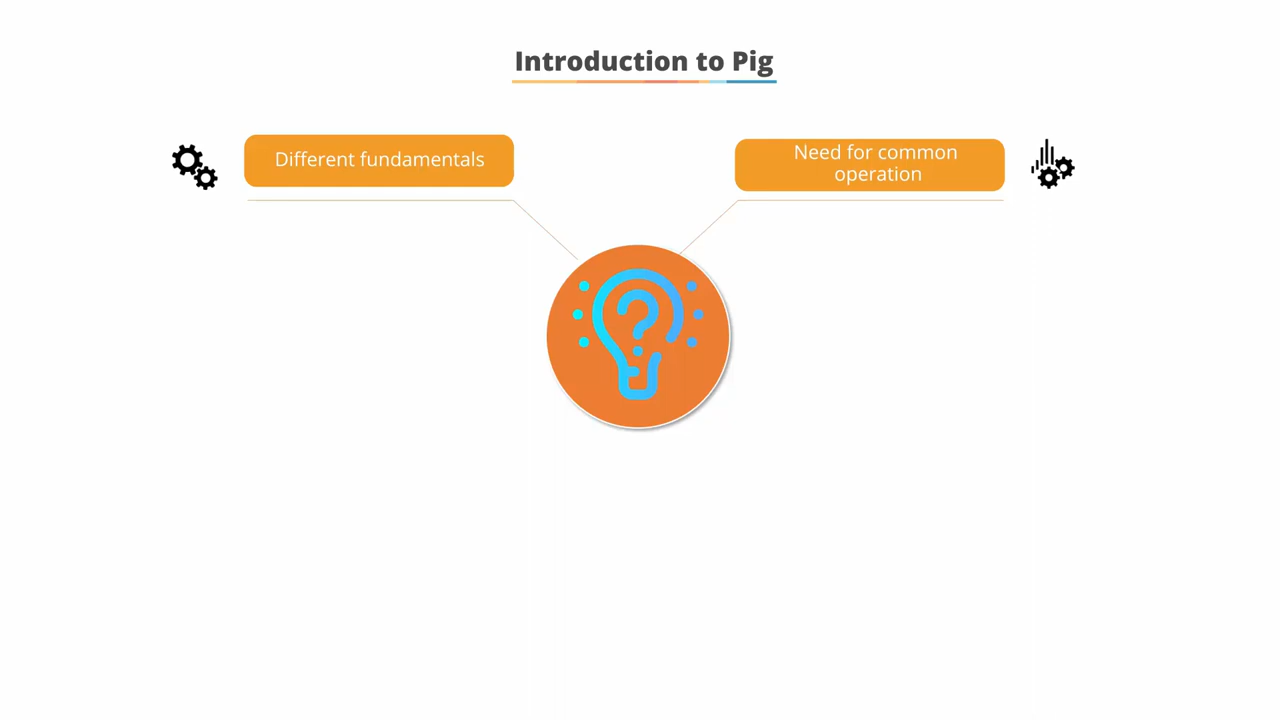 Introduction to Pig
Different fundamentals
Need for common
operation